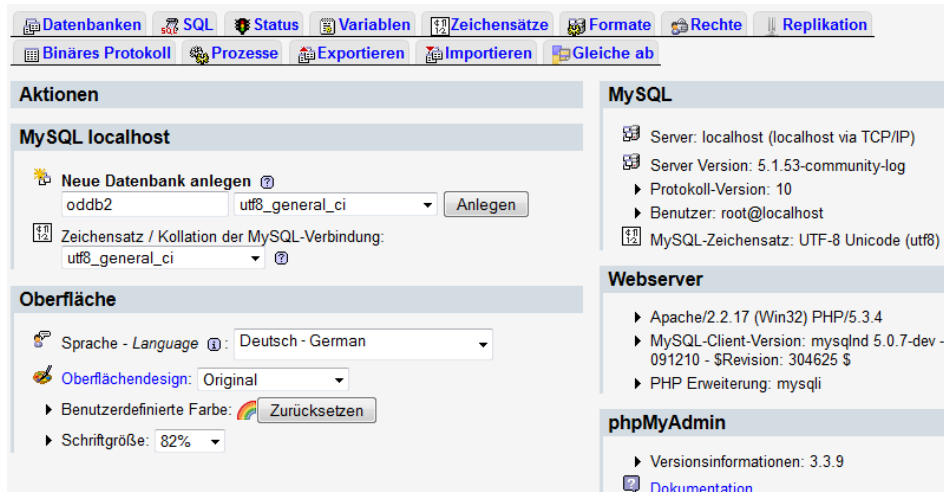 Datenbanken SQL Status Variablen Zeichensätze Formate Rechte Replikation
Binäres Protokoll Prozesse Exportieren Importieren Gleiche ab
Aktionen
MySQL localhost
Neue Datenbank anlegen
oddb2 utf8_general_ci Anlegen
Zeichensatz / Kollation der MySQL-Verbindung:
utf8_general_ci
Oberfläche
Sprache - Language : Deutsch - German
Oberflächendesign: Original
Benutzerdefinierte Farbe: Zurücksetzen
Schriftgröße: 82%
MySQL
Server: localhost (localhost via TCP/IP)
Server Version: 5.1.53-community-log
Protokoll-Version: 10
Benutzer: root@localhost
MySQL-Zeichensatz: UTF-8 Unicode (utf8)
Webserver
Apache/2.2.17 (Win32) PHP/5.3.4
MySQL-Client-Version: mysqlnd 5.0.7-dev -
091210 - $Revision: 304625 $
PHP Erweiterung: mysqli
phpMyAdmin
Versionsinformationen: 3.3.9
Dokumentation